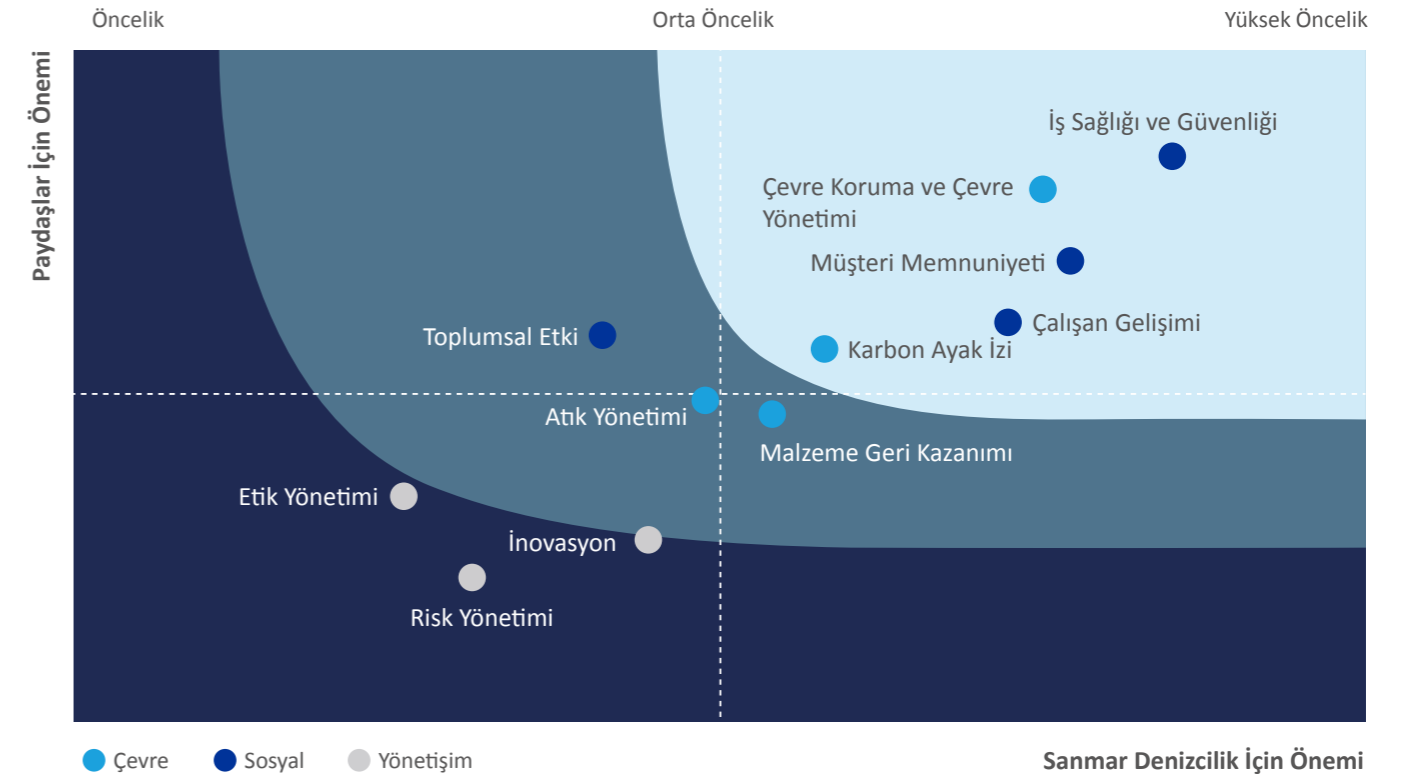 Öncelik
Orta Öncelik
Yüksek Öncelik
Paydaşlar İçin Önemi
İş Sağlığı ve Güvenliği
Çevre Koruma ve Çevre
Yönetimi
Müşteri Memnuniyeti
Çalışan Gelişimi
Toplumsal Etki
Karbon Ayak İzi
Atık Yönetimi
Malzeme Geri Kazanımı
Etik Yönetimi
İnovasyon
Risk Yönetimi
Çevre
Sosyal
Yönetişim
Sanmar Denizcilik İçin Önemi